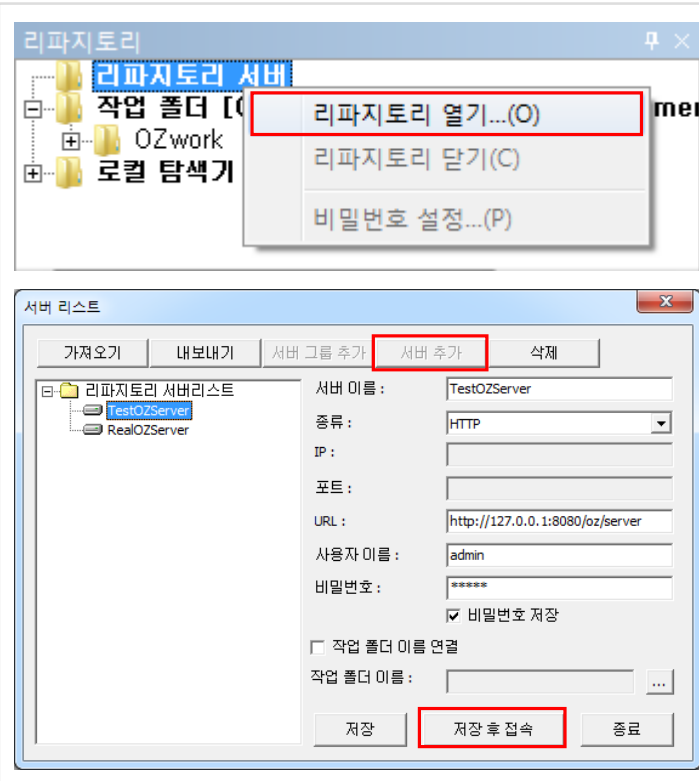 리파지토리
리파지토리 서버
작업 폴더 [
리파지토리 열기...(O)
OZwork
리파지토리 닫기(C)
로컬 탐색기
비밀번호 설정...(P)
서버 리스트
가져오기 내보내기 서버 그룹 추가 서버 추가 삭제
리파지토리 서버리스트
TestOZServer
RealOZServer
서버 이름 : TestOZServer
종류 : HTTP
IP :
포트 :
URL : http://127.0.0.1:8080/oz/server
사용자 이름 : admin
비밀번호 : *****
비밀번호 저장
작업 폴더 이름 연결
작업 폴더 이름 : ...
저장 저장 후 접속 종료